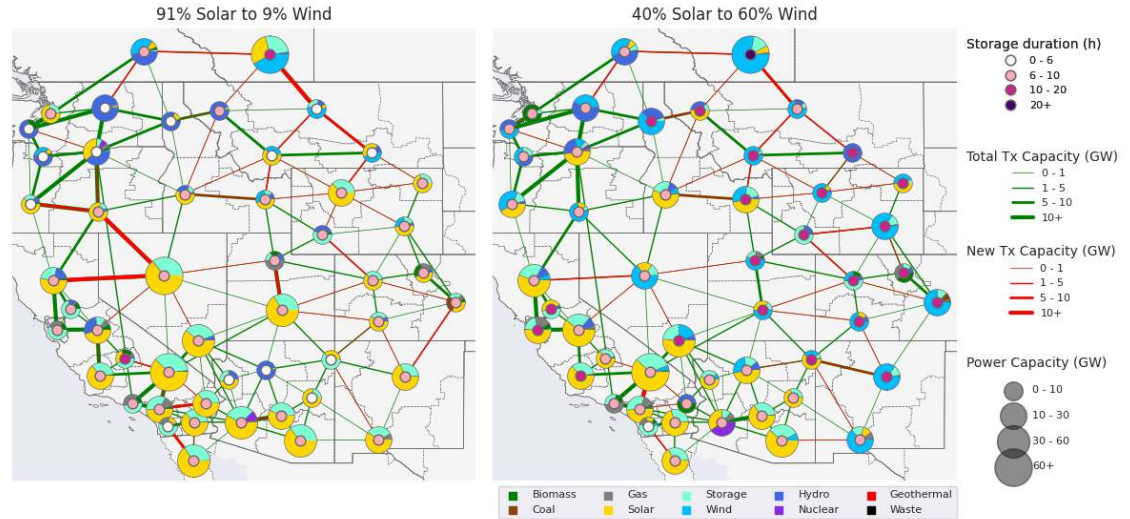 91% Solar to 9% Wind
40% Solar to 60% Wind
Storage duration (h)
0 - 6
6 - 10
10 - 20
20+
Total Tx Capacity (GW)
0 - 1
1 - 5
5 - 10
10+
New Tx Capacity (GW)
0 - 1
1 - 5
5 - 10
10+
Power Capacity (GW)
0 - 10
10 - 30
30 - 60
60+
Biomass Gas Storage Hydro Geothermal
Coal Solar Wind Nuclear Waste